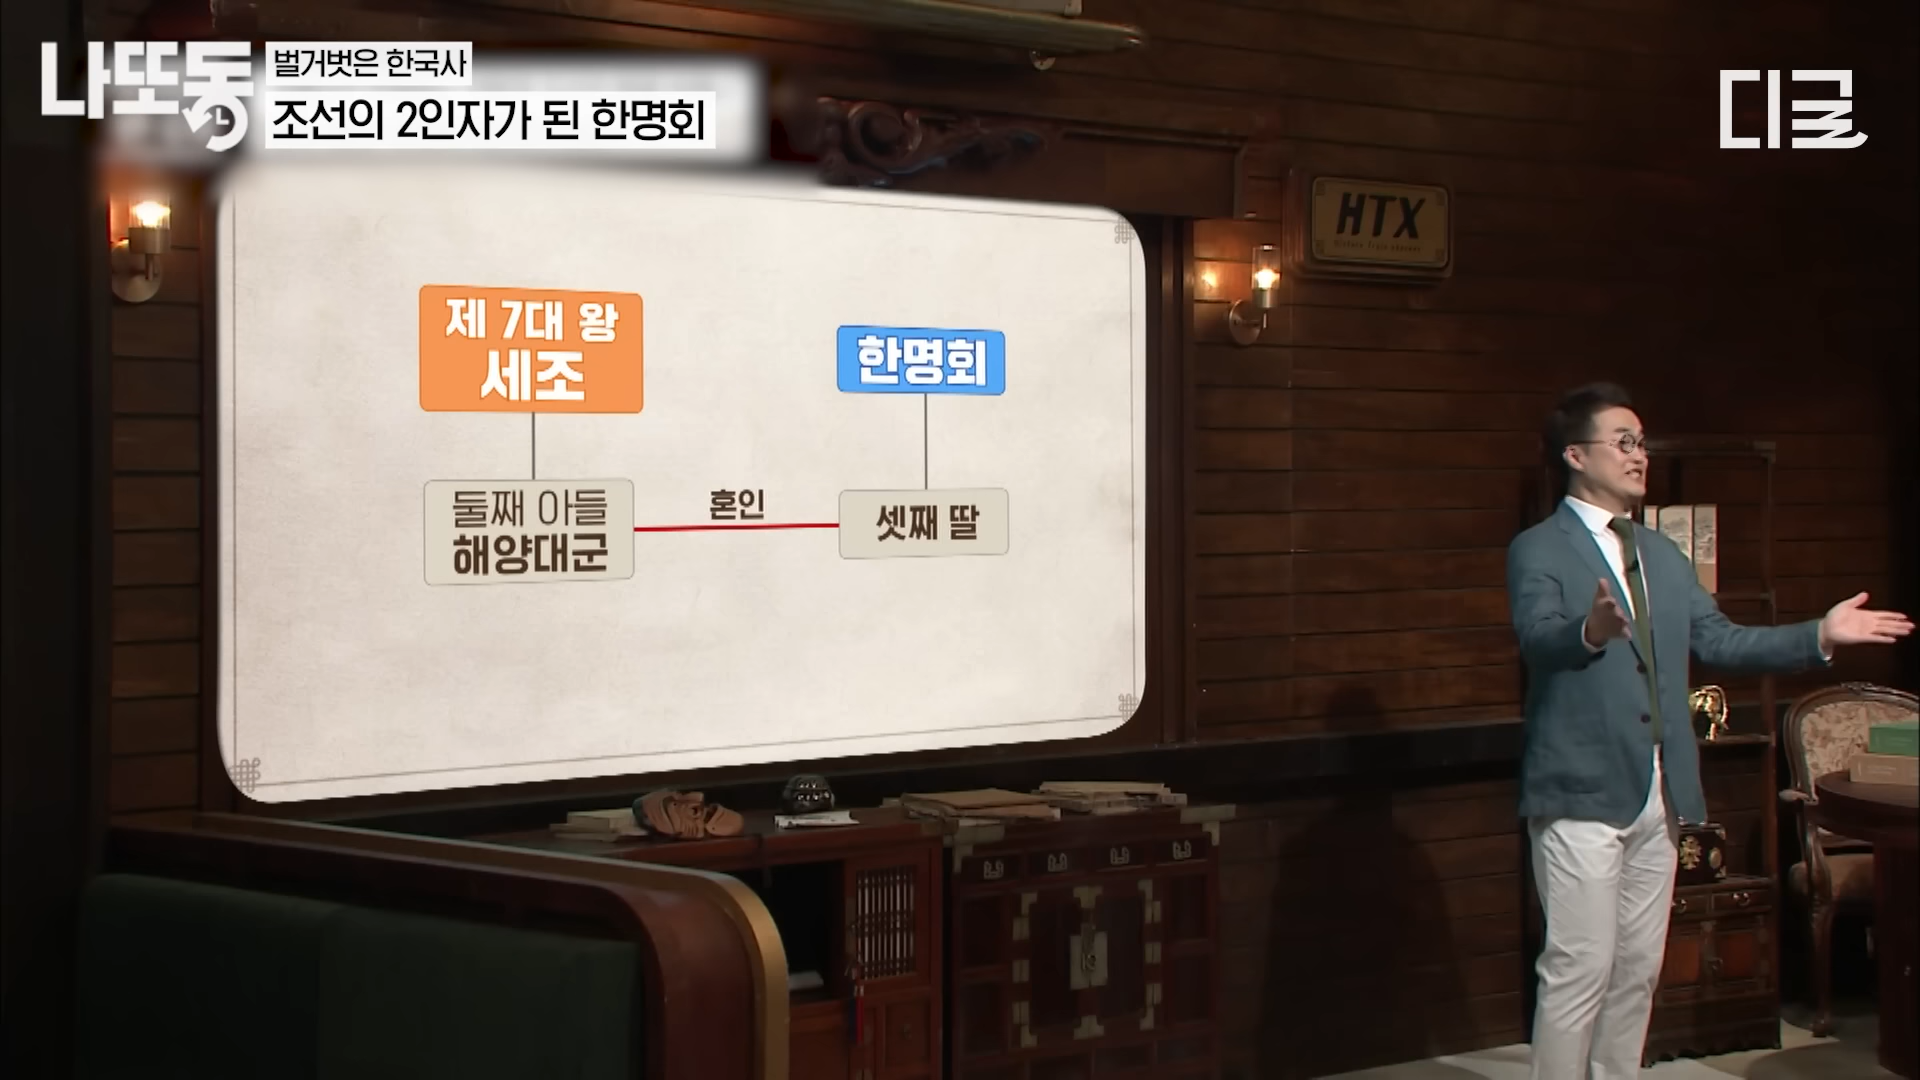 나또동
벌거벗은 한국사
조선의 2인자가 된 한명회
디글
HTX
제 7대 왕
세조
한명회
둘째 아들
해양대군
혼인
셋째 딸